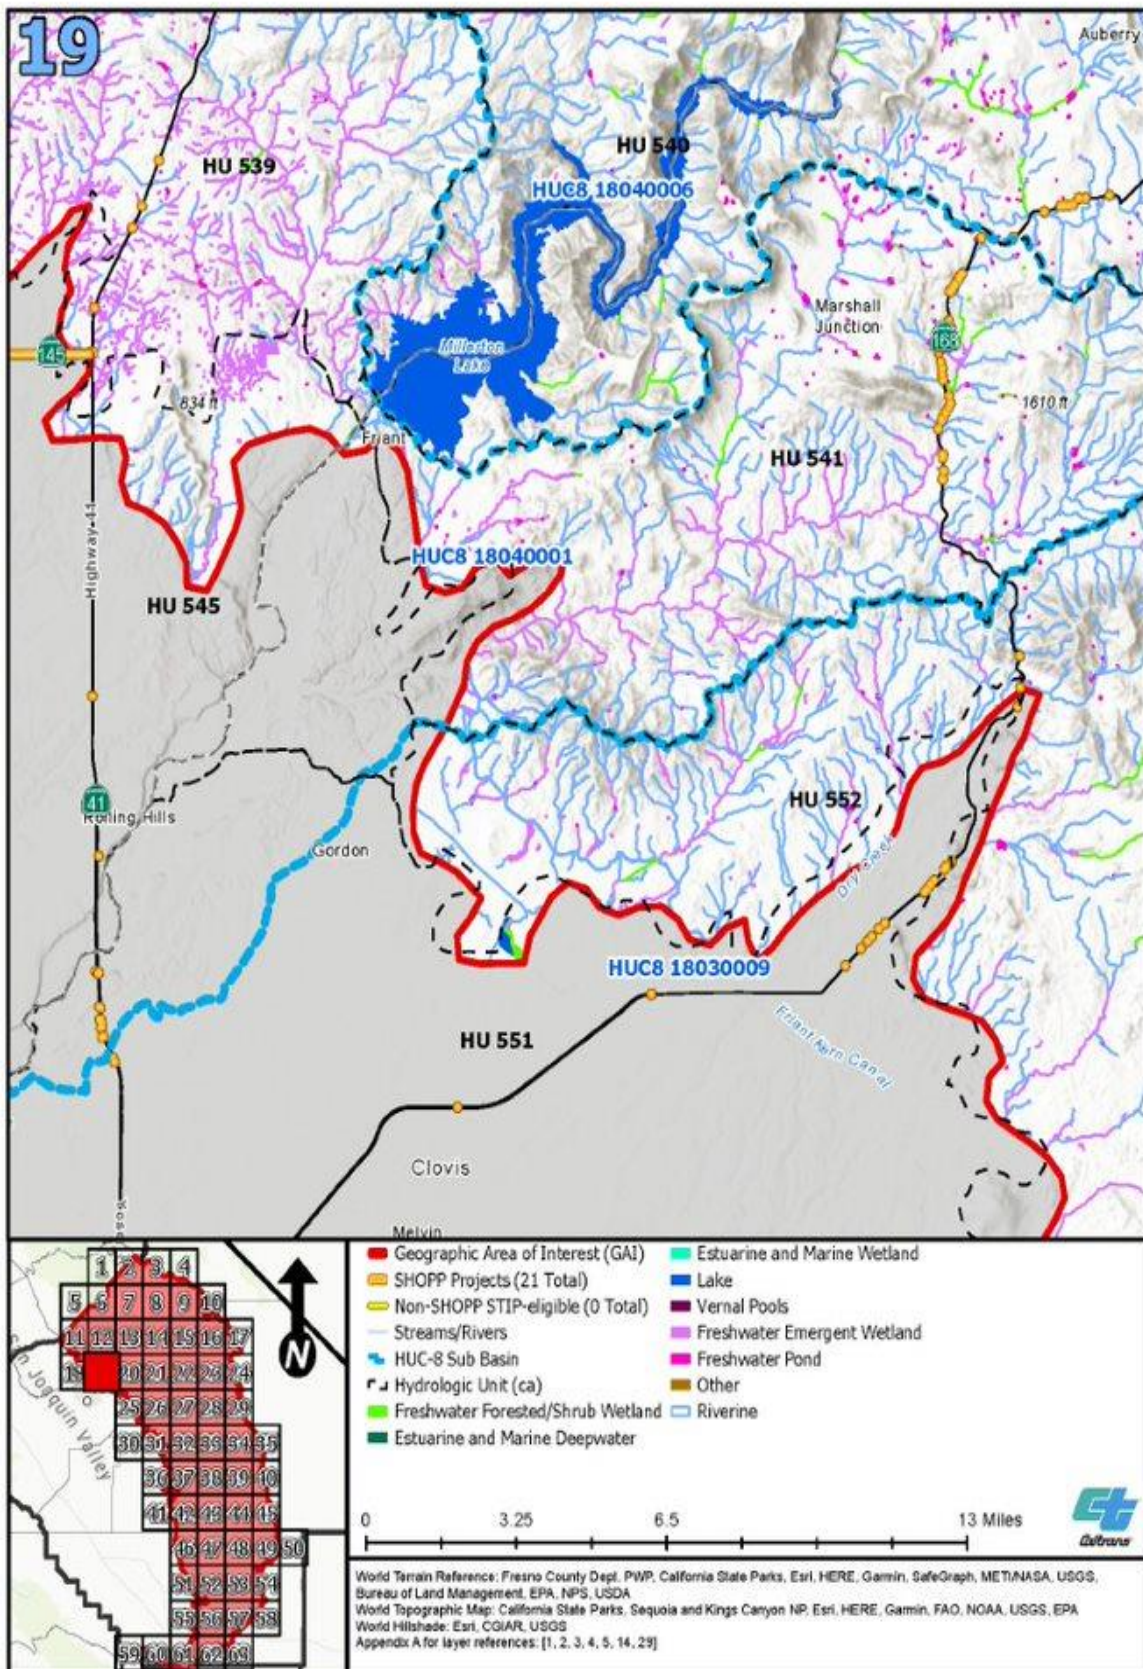 19
Auberry
HU 539
HU 540
HUC8 18040006
Marshall
Junction
145
168
Millerton
Lake
834 ft
1610 ft
Friant
HU 541
HUC8 18040001
Highway 41
HU 545
41
Rolling Hills
HU 552
Gordon
Dry Creek
HUC8 18030009
HU 551
Friant Kern Canal
Clovis
Melvin
Geographic Area of Interest (GAI)
SHOPP Projects (21 Total)
Non-SHOPP STIP-eligible (0 Total)
Streams/Rivers
HUC-8 Sub Basin
Hydrologic Unit (ca)
Freshwater Forested/Shrub Wetland
Estuarine and Marine Deepwater
Estuarine and Marine Wetland
Lake
Vernal Pools
Freshwater Emergent Wetland
Freshwater Pond
Other
Riverine
1 2 3 4
5 6 7 8 9 10
11 12 13 14 15 16 17
19 20 21 22 23 24
25 26 27 28 29
30 31 32 33 34 35
36 37 38 39 40
41 42 43 44 45
46 47 48 49 50
51 52 53 54
55 56 57 58
59 60 61 62 63
San Joaquin Valley
N
0 3.25 6.5 13 Miles
Caltrans
World Terrain Reference: Fresno County Dept. PWP, California State Parks, Esri, HERE, Garmin, SafeGraph, METI/NASA, USGS,
Bureau of Land Management, EPA, NPS, USDA
World Topographic Map: California State Parks, Sequoia and Kings Canyon NP, Esri, HERE, Garmin, FAO, NOAA, USGS, EPA
World Hillshade: Esri, CGIAR, USGS
Appendix A for layer references: [1, 2, 3, 4, 5, 14, 29]